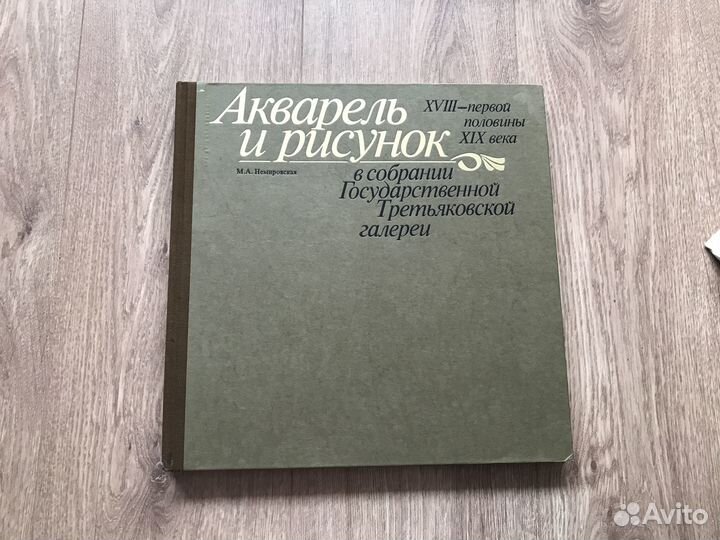 Акварель
и рисунок
XVIII—первой
половины
XIX века
М.А. Немировская
в собрании
Государственной
Третьяковской
галереи
Avito